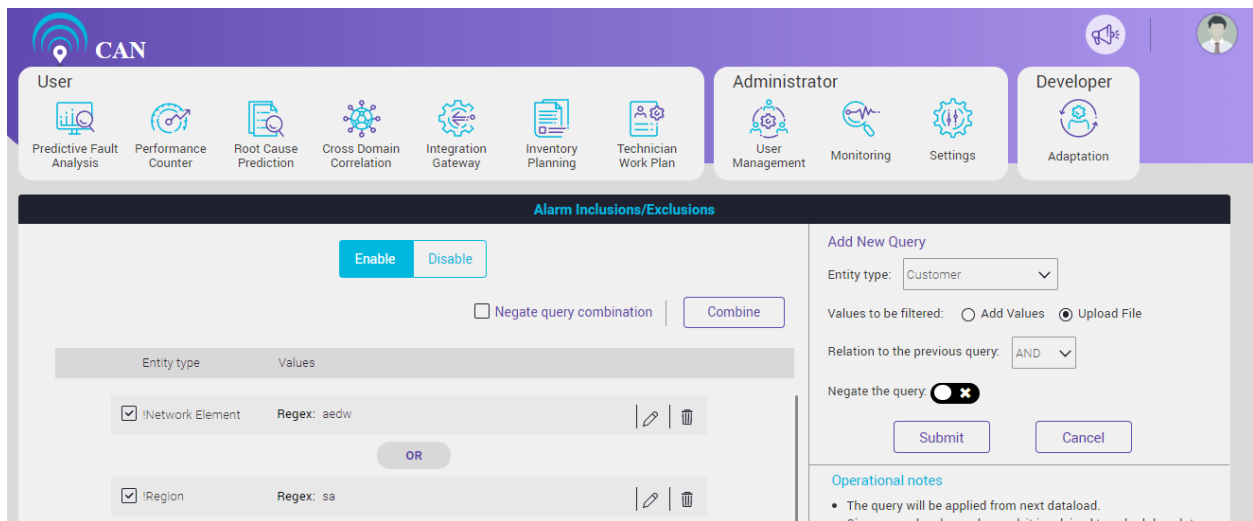 CAN
User
Administrator
Developer
Predictive Fault
Analysis
Performance
Counter
Root Cause
Prediction
Cross Domain
Correlation
Integration
Gateway
Inventory
Planning
Technician
Work Plan
User
Management
Monitoring
Settings
Adaptation
Alarm Inclusions/Exclusions
Enable Disable
Negate query combination Combine
Entity type Values
!Network Element Regex: aedw
OR
!Region Regex: sa
Add New Query
Entity type: Customer
Values to be filtered: Add Values Upload File
Relation to the previous query: AND
Negate the query:
Submit Cancel
Operational notes
• The query will be applied from next dataload.